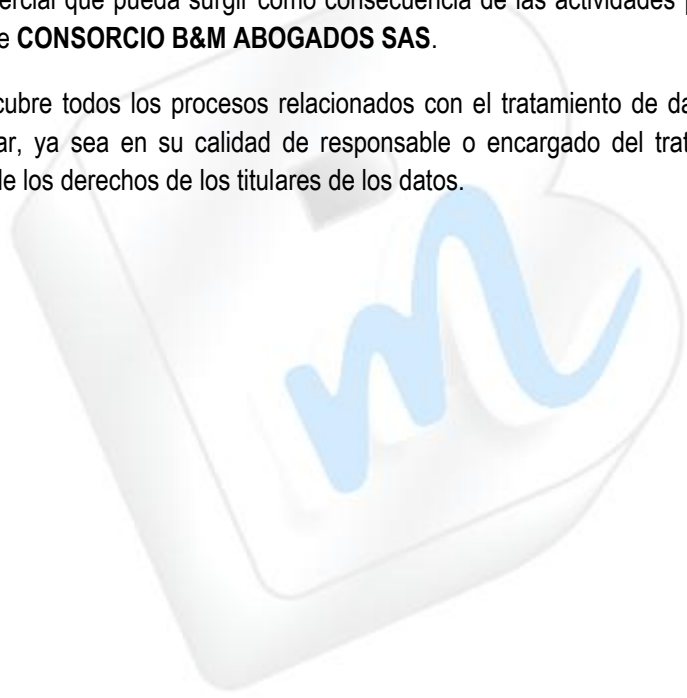 ercial que pueda surgir como consecuencia de las actividades p
e CONSORCIO B&M ABOGADOS SAS.
cubre todos los procesos relacionados con el tratamiento de da
ar, ya sea en su calidad de responsable o encargado del trat
de los derechos de los titulares de los datos.
m